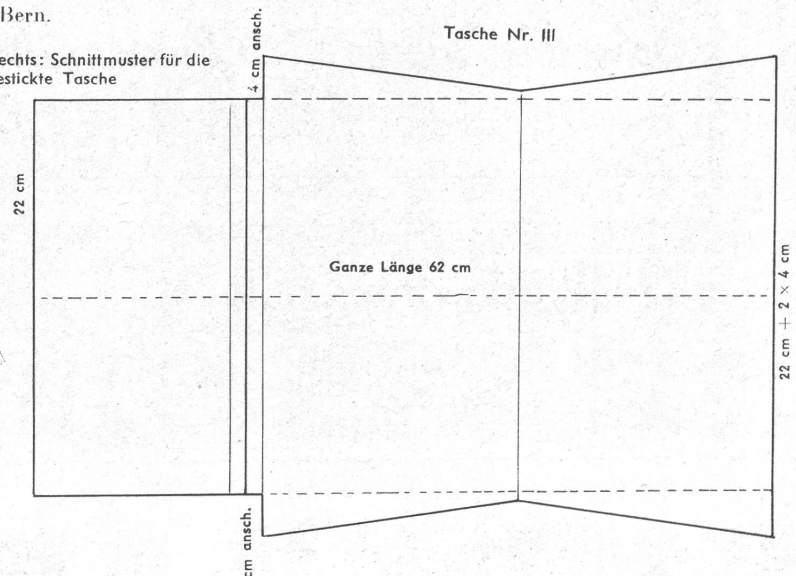 Bern.
echts: Schnittmuster für die
estickte Tasche
4 cm ansch.
Tasche Nr. III
22 cm
Ganze Länge 62 cm
22 cm + 2 × 4 cm
cm ansch.